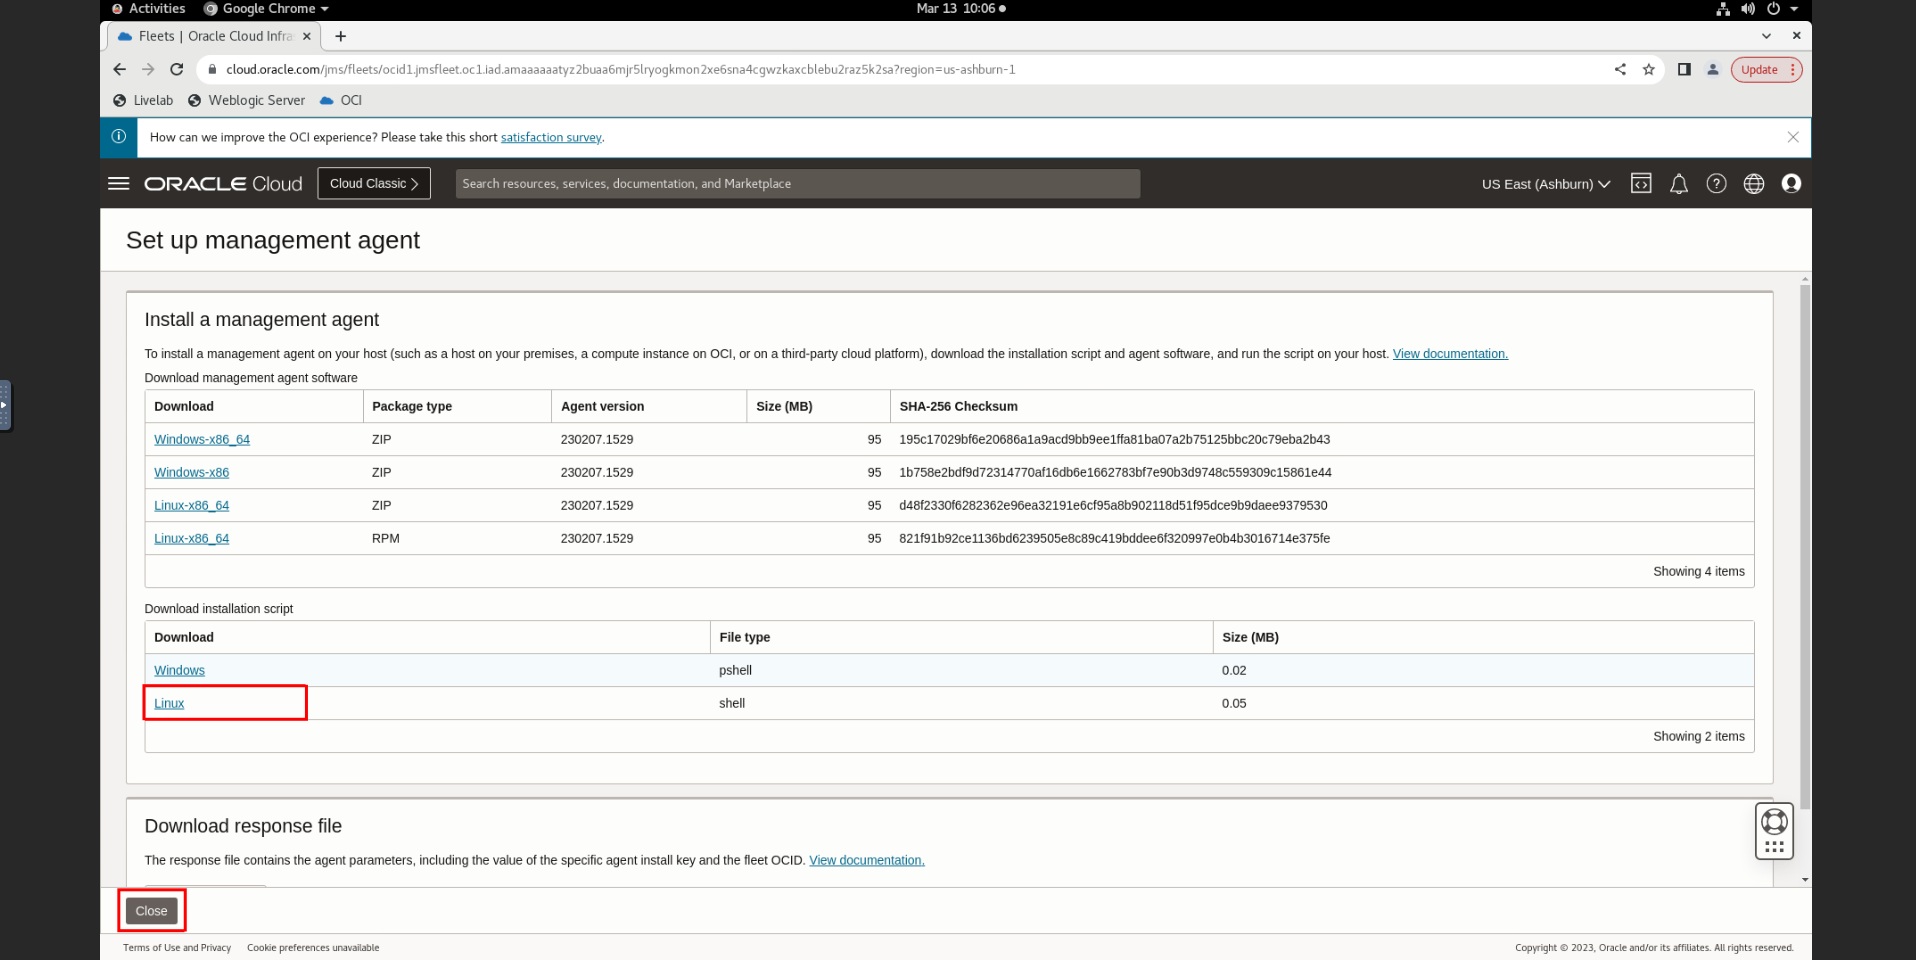 Activities Google Chrome Mar 13 10:06
Fleets | Oracle Cloud Infra
cloud.oracle.com/jms/fleets/ocid1.jmsfleet.oc1.iad.amaaaaaatyz2buaa6mjr5lryogkmon2xe6sna4cgwzkaxcblebu2raz5k2sa?region=us-ashburn-1 Update
Livelab Weblogic Server OCI
How can we improve the OCI experience? Please take this short satisfaction survey.
ORACLE Cloud Cloud Classic Search resources, services, documentation, and Marketplace US East (Ashburn)
Set up management agent
Install a management agent
To install a management agent on your host (such as a host on your premises, a compute instance on OCI, or on a third-party cloud platform), download the installation script and agent software, and run the script on your host. View documentation.
Download management agent software
Download Package type Agent version Size (MB) SHA-256 Checksum
Windows-x86_64 ZIP 230207.1529 95 195c17029bf6e20686a1a9acd9bb9ee1ffa81ba07a2b75125bbc20c79eba2b43
Windows-x86 ZIP 230207.1529 95 1b758e2bdf9d72314770af16db6e1662783bf7e90b3d9748c559309c15861e44
Linux-x86_64 ZIP 230207.1529 95 d48f2330f6282362e96ea32191e6cf95a8b902118d51f95dce9b9daee9379530
Linux-x86_64 RPM 230207.1529 95 821f91b92ce1136bd6239505e8c89c419bddee6f320997e0b4b3016714e375fe
Showing 4 items
Download installation script
Download File type Size (MB)
Windows pshell 0.02
Linux shell 0.05
Showing 2 items
Download response file
The response file contains the agent parameters, including the value of the specific agent install key and the fleet OCID. View documentation.
Close
Terms of Use and Privacy Cookie preferences unavailable Copyright © 2023, Oracle and/or its affiliates. All rights reserved.